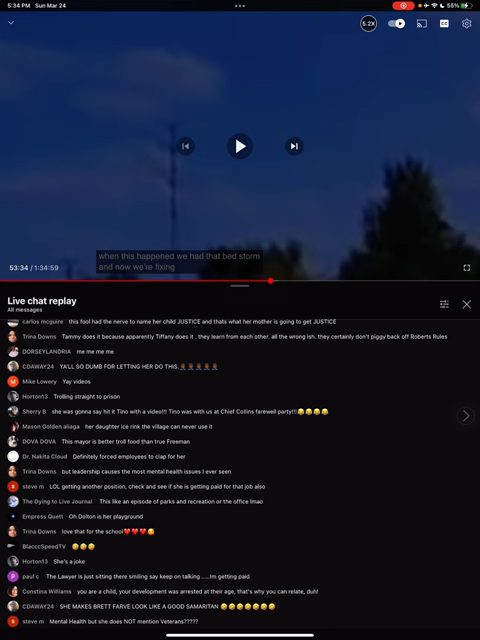 5:34 PM Sun Mar 24
55%
5.2X
CC
when this happened we had that bed storm
and now we're fixing
53:34 / 1:34:59
Live chat replay
All messages
carlos mcguire this fool had the nerve to name her child JUSTICE and thats what her mother is going to get JUSTICE
Trina Downs Tammy does it because apparently Tiffany does it . they learn from each other. all the wrong ish. they certainly don't piggy back off Roberts Rules
DORSEYLANDRIA me me me me
CDAWAY24 YA'LL SO DUMB FOR LETTING HER DO THIS.🤦🏾‍♂️🤦🏾‍♂️🤦🏾‍♂️🤦🏾‍♂️🤦🏾‍♂️
M Mike Lowery Yay videos
Horton13 Trolling straight to prison
Sherry B she was gonna say hit it Tino with a video!!! Tino was with us at Chief Collins farewell party!!!😂😂😂😂
Mason Golden aliaga her daughter ice rink the village can never use it
DOVA DOVA This mayor is better troll food than true Freeman
Dr. Nakita Cloud Definitely forced employees to clap for her
Trina Downs but leadership causes the most mental health issues I ever seen
s steve m LOL getting another position, check and see if she is getting paid for that job also
The Dying to Live Journal This like an episode of parks and recreation or the office lmao
Empress Quett Oh Dolton is her playground
Trina Downs love that for the school❤️❤️❤️🥰
BlacccSpeedTV 🤣🤣🤣
Horton13 She's a joke
p paul c The Lawyer is just sitting there smiling say keep on talking .....Im getting paid
Constina Williams you are a child, your development was arrested at their age, that's why you can relate, duh!
CDAWAY24 SHE MAKES BRETT FARVE LOOK LIKE A GOOD SAMARITAN 🤣🤣🤣🤣🤣🤣🤣
s steve m Mental Health but she does NOT mention Veterans?????